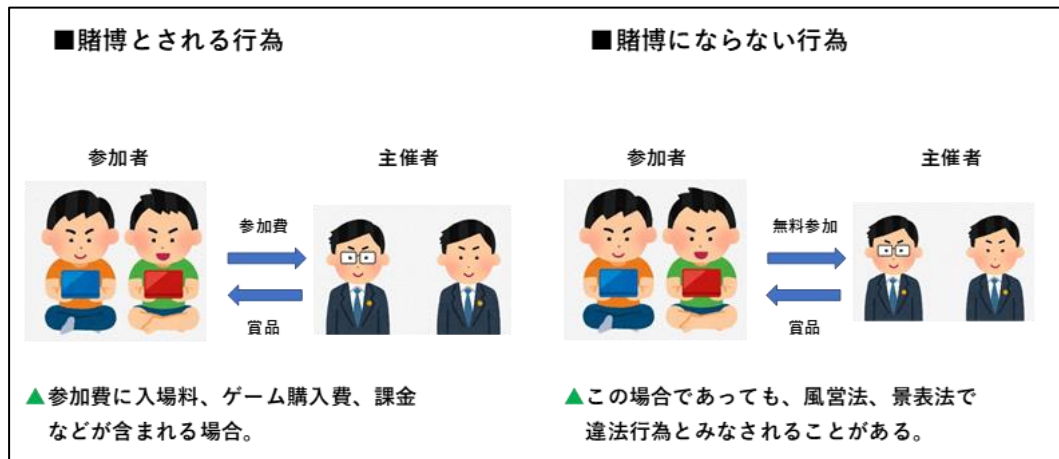 ■賭博とされる行為
参加者
主催者
参加費
賞品
▲参加費に入場料、ゲーム購入費、課金
などが含まれる場合。
■賭博にならない行為
参加者
主催者
無料参加
賞品
▲この場合であっても、風営法、景表法で
違法行為とみなされることがある。